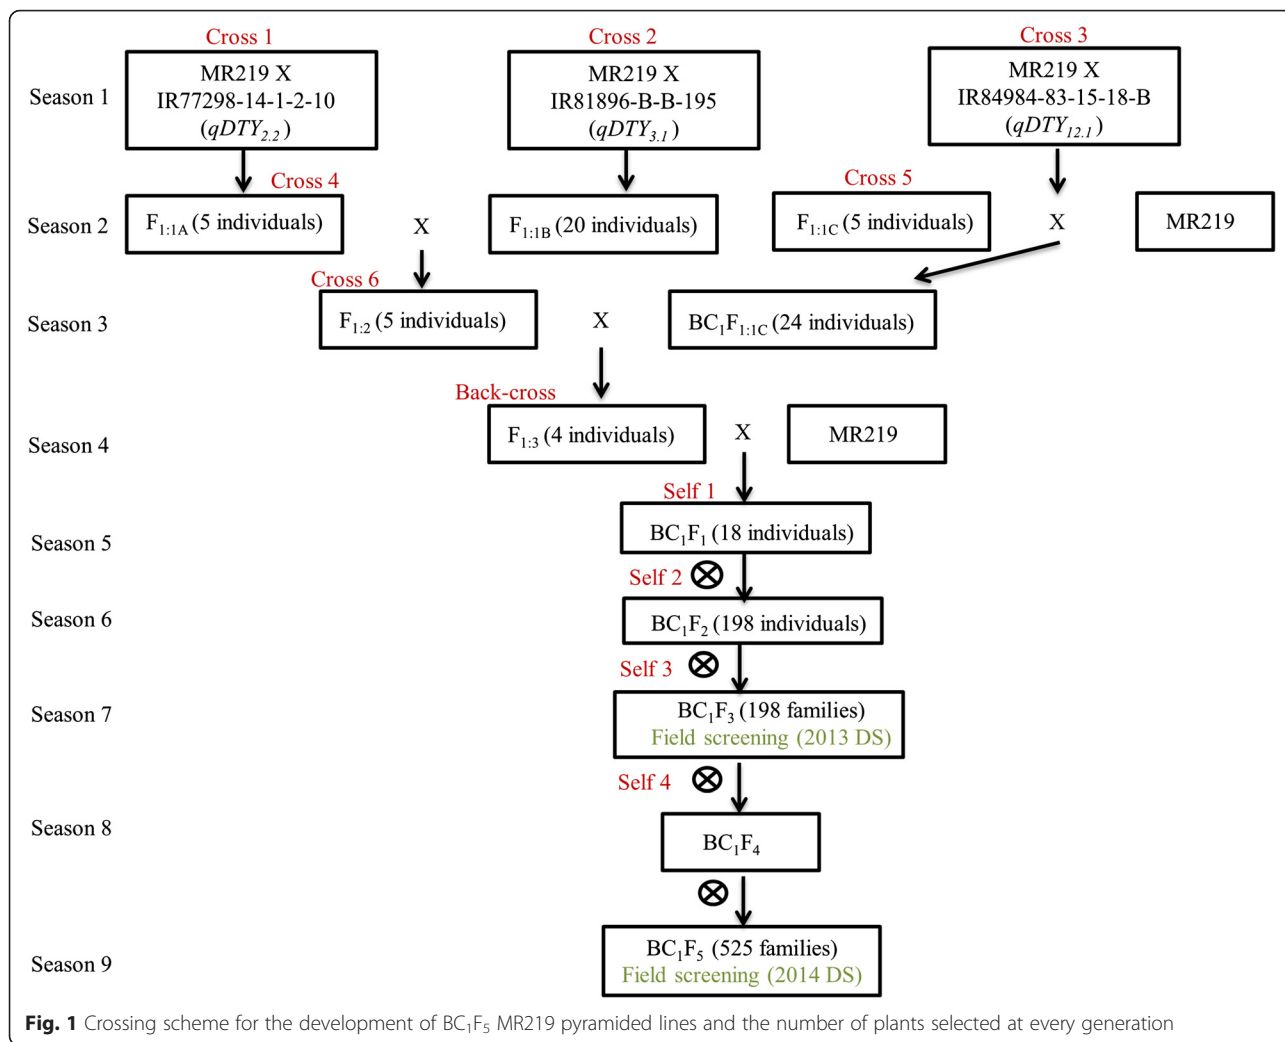 Cross 1
Cross 2
Cross 3
Season 1
MR219 X
IR77298-14-1-2-10
(qDTY2.2)
MR219 X
IR81896-B-B-195
(qDTY3.1)
MR219 X
IR84984-83-15-18-B
(qDTY12.1)
Cross 4
Cross 5
Season 2
F1:1A (5 individuals)
X
F1:1B (20 individuals)
F1:1C (5 individuals)
X
MR219
Cross 6
Season 3
F1:2 (5 individuals)
X
BC1F1:1C (24 individuals)
Back-cross
Season 4
F1:3 (4 individuals)
X
MR219
Self 1
Season 5
BC1F1 (18 individuals)
Self 2
Season 6
BC1F2 (198 individuals)
Self 3
Season 7
BC1F3 (198 families)
Field screening (2013 DS)
Self 4
Season 8
BC1F4
Season 9
BC1F5 (525 families)
Field screening (2014 DS)
Fig. 1 Crossing scheme for the development of BC1F5 MR219 pyramided lines and the number of plants selected at every generation